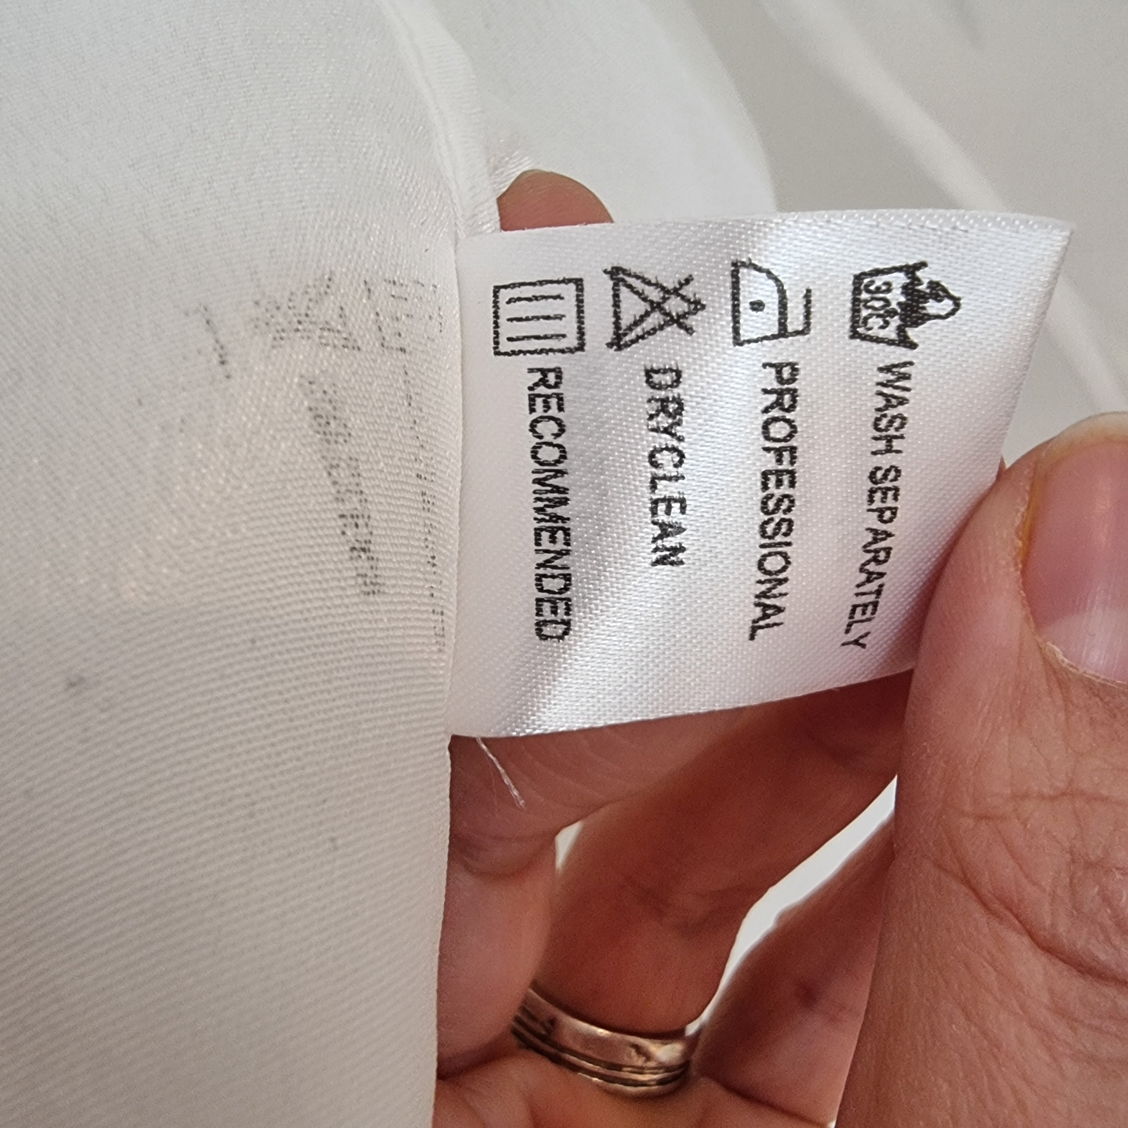 30℃ WASH SEPARATELY
PROFESSIONAL
DRYCLEAN
RECOMMENDED